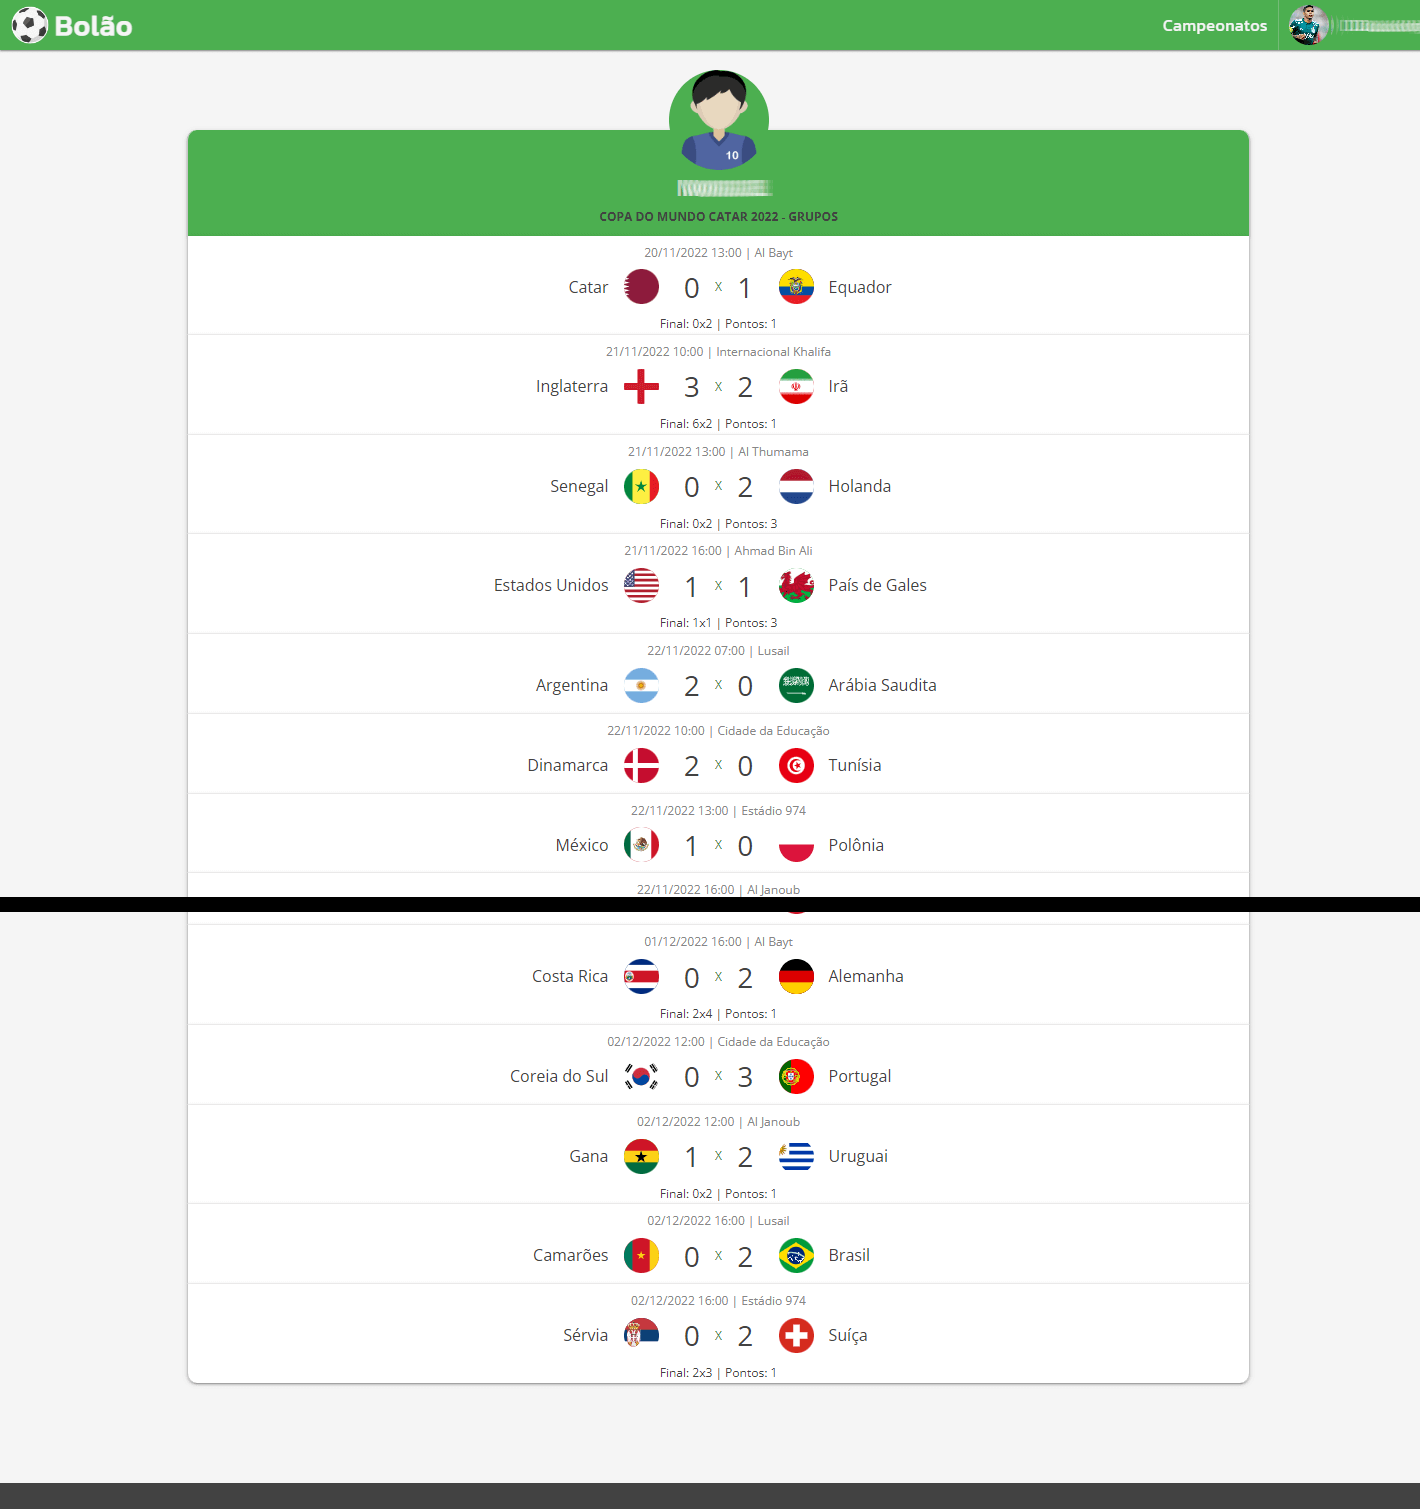 Bolão
Campeonatos
10
COPA DO MUNDO CATAR 2022 - GRUPOS
20/11/2022 13:00 | Al Bayt
Catar 0 X 1 Equador
Final: 0x2 | Pontos: 1
21/11/2022 10:00 | Internacional Khalifa
Inglaterra 3 X 2 Irã
Final: 6x2 | Pontos: 1
21/11/2022 13:00 | Al Thumama
Senegal 0 X 2 Holanda
Final: 0x2 | Pontos: 3
21/11/2022 16:00 | Ahmad Bin Ali
Estados Unidos 1 X 1 País de Gales
Final: 1x1 | Pontos: 3
22/11/2022 07:00 | Lusail
Argentina 2 X 0 Arábia Saudita
22/11/2022 10:00 | Cidade da Educação
Dinamarca 2 X 0 Tunísia
22/11/2022 13:00 | Estádio 974
México 1 X 0 Polônia
22/11/2022 16:00 | Al Janoub
01/12/2022 16:00 | Al Bayt
Costa Rica 0 X 2 Alemanha
Final: 2x4 | Pontos: 1
02/12/2022 12:00 | Cidade da Educação
Coreia do Sul 0 X 3 Portugal
02/12/2022 12:00 | Al Janoub
Gana 1 X 2 Uruguai
Final: 0x2 | Pontos: 1
02/12/2022 16:00 | Lusail
Camarões 0 X 2 Brasil
02/12/2022 16:00 | Estádio 974
Sérvia 0 X 2 Suíça
Final: 2x3 | Pontos: 1